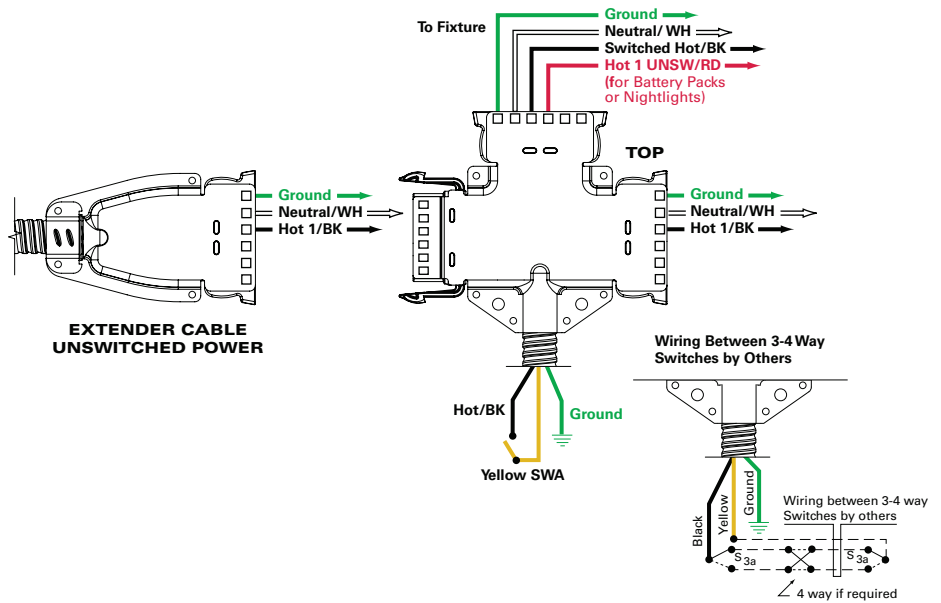 To Fixture
Ground
Neutral/ WH
Switched Hot/BK
Hot 1 UNSW/RD
(for Battery Packs
or Nightlights)
TOP
Ground
Neutral/WH
Hot 1/BK
Ground
Neutral/WH
Hot 1/BK
EXTENDER CABLE
UNSWITCHED POWER
Hot/BK
Ground
Yellow SWA
Wiring Between 3-4 Way
Switches by Others
Black
Yellow
Ground
Wiring between 3-4 way
Switches by others
S3a
S3a
4 way if required